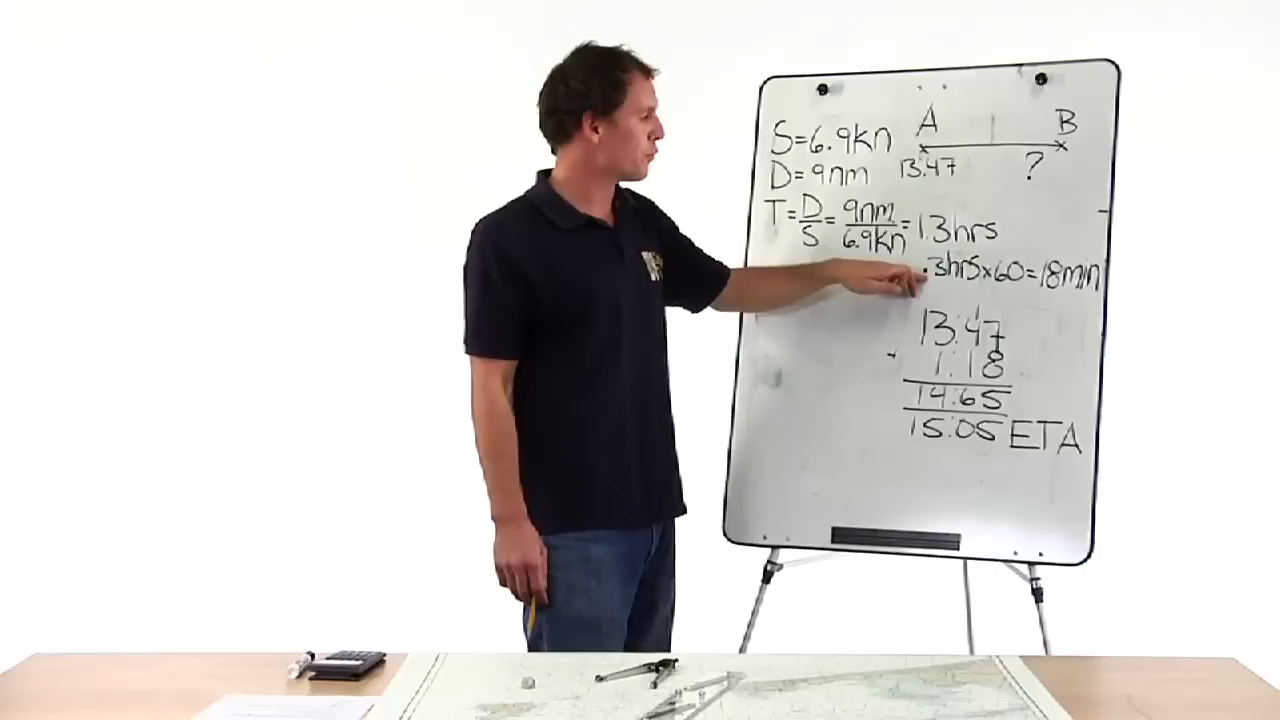 A B
S=6.9kn
D=9nm 13:47 ?
T=D/S=9nm/6.9kn=1.3hrs
.3hrs×60=18min
13:47
+ 1:18
14:65
15:05 ETA